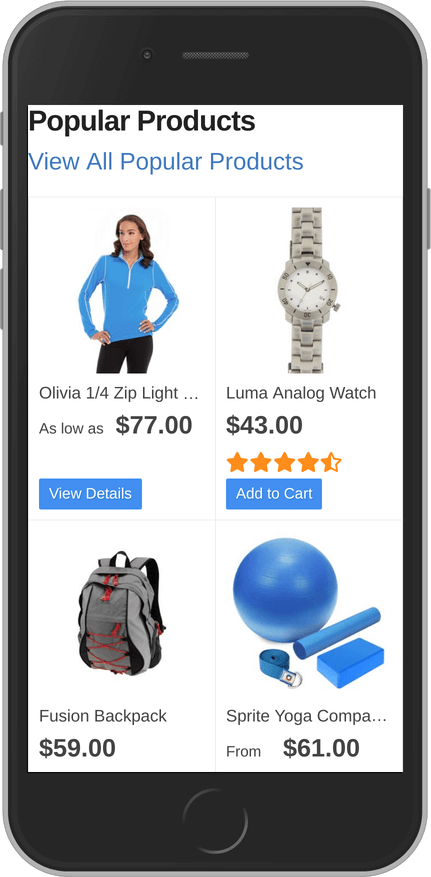 Popular Products
View All Popular Products
Olivia 1/4 Zip Light …
As low as $77.00
View Details
Luma Analog Watch
$43.00
Add to Cart
Fusion Backpack
$59.00
Sprite Yoga Compa…
From $61.00